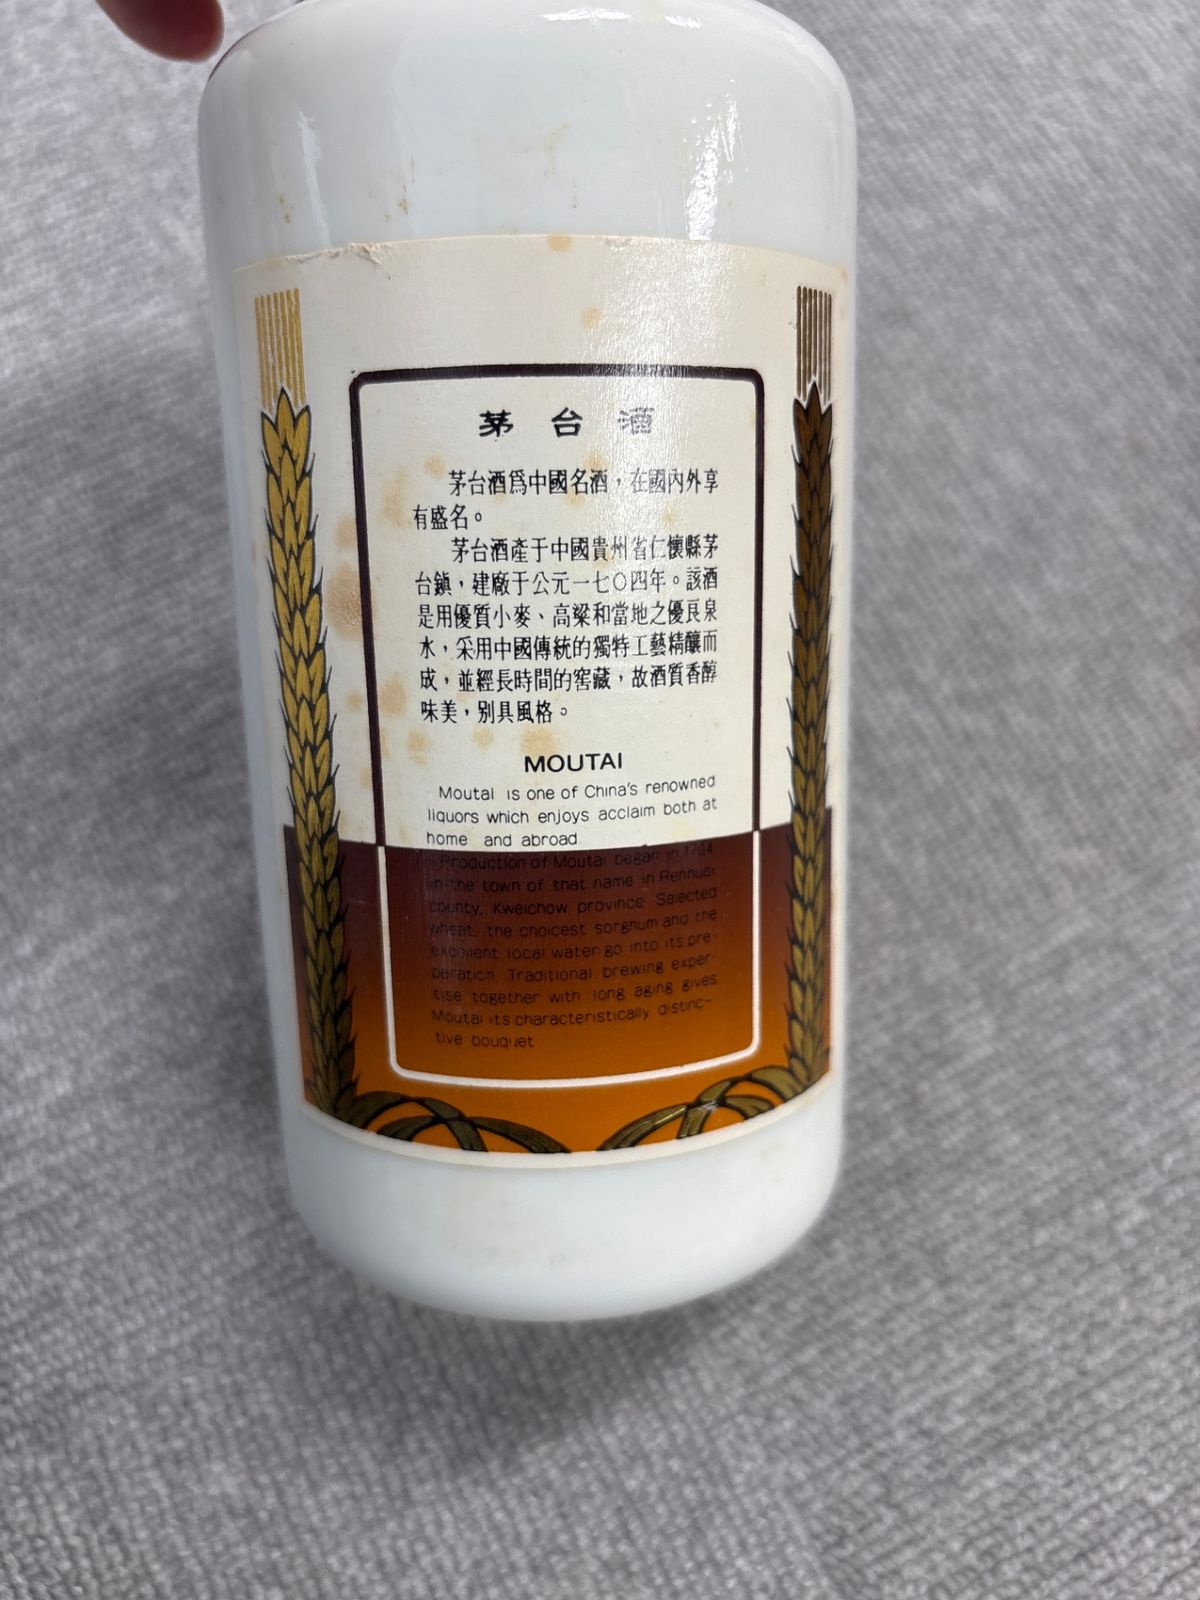 茅台酒
茅台酒爲中國名酒，在國內外享
有盛名。
茅台酒產于中國貴州省仁懷縣茅
台鎮，建廠于公元一七〇四年。該酒
是用優質小麥、高粱和當地之優良泉
水，采用中國傳統的獨特工藝精釀而
成，並經長時間的窖藏，故酒質香醇
味美，别具風格。
MOUTAI
Moutai is one of China's renowned
liquors which enjoys acclaim both at
home and abroad
Production of Moutai began in 1704
in the town of that name in Renhuai
county, Kweichow province. Selected
wheat, the choicest sorghum and the
excellent local water go into its pre-
paration. Traditional brewing exper-
tise together with long aging gives
Moutai its characteristically distinc-
tive bouquet